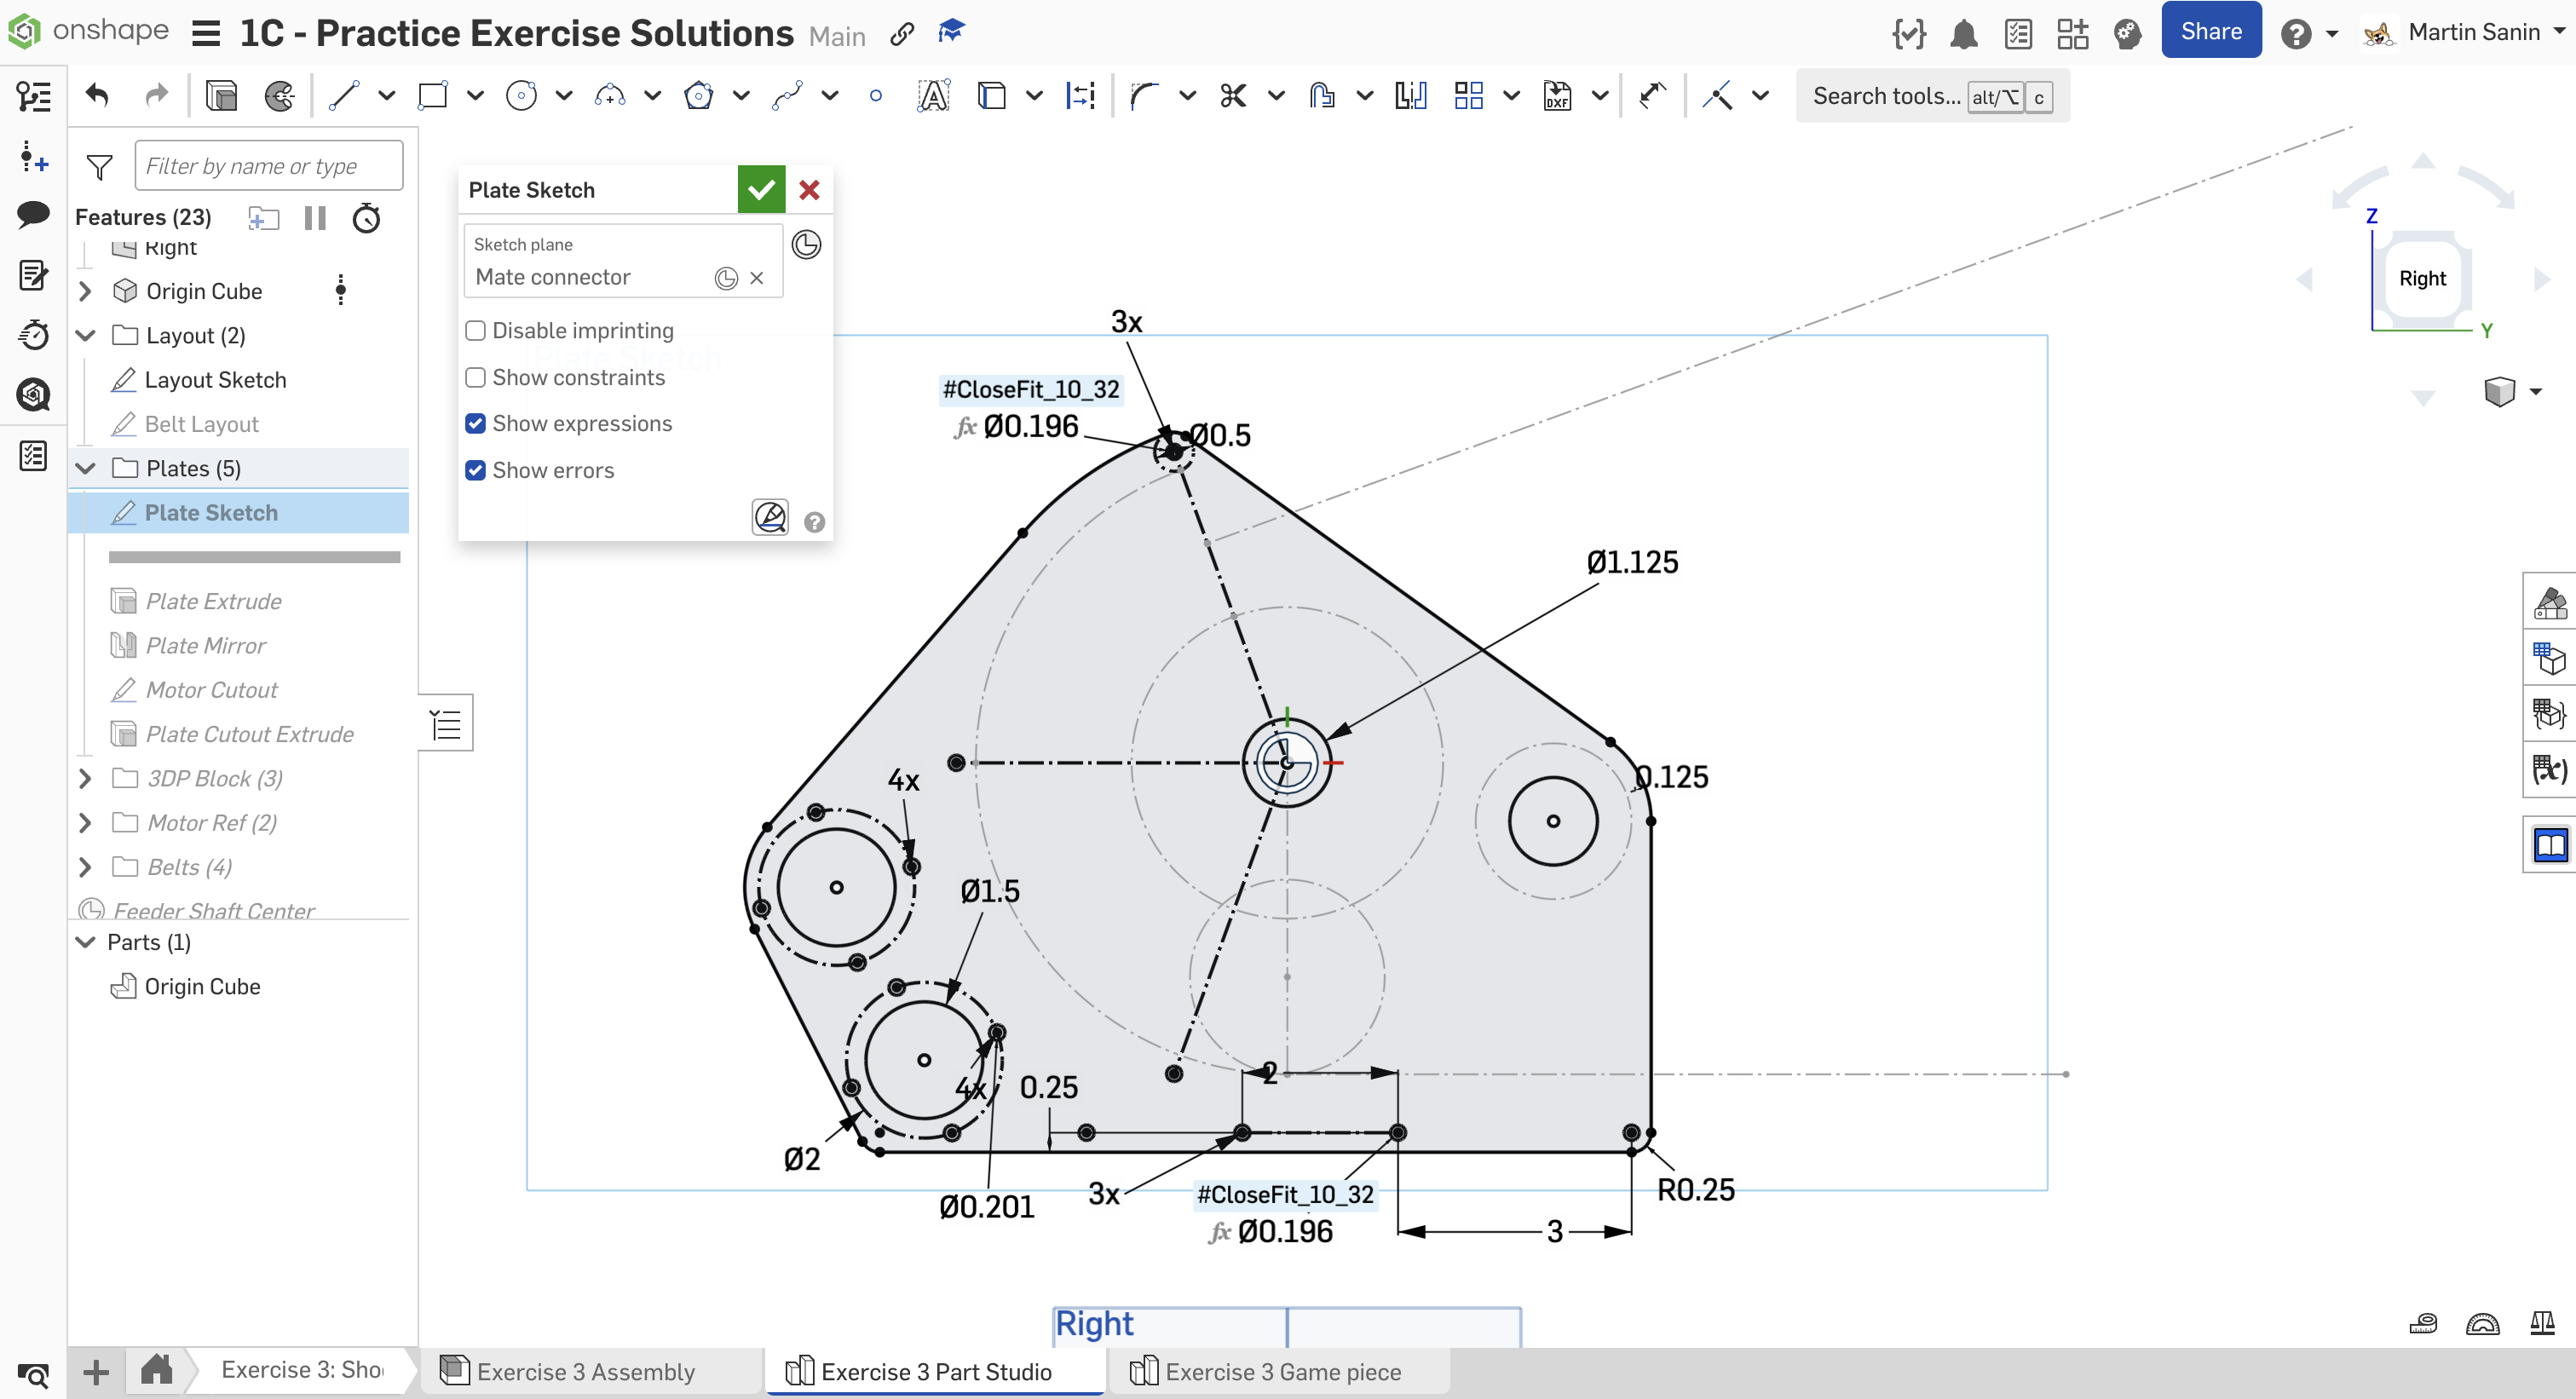 onshape
1C - Practice Exercise Solutions Main
Share
Martin Sanin
Search tools... alt/⌥ c
Filter by name or type
Features (23)
Right
Origin Cube
Layout (2)
Layout Sketch
Belt Layout
Plates (5)
Plate Sketch
Plate Extrude
Plate Mirror
Motor Cutout
Plate Cutout Extrude
3DP Block (3)
Motor Ref (2)
Belts (4)
Feeder Shaft Center
Parts (1)
Origin Cube
Plate Sketch
Sketch plane
Mate connector
Disable imprinting
Plate Sketch
Show constraints
Show expressions
Show errors
Z
Right
Y
3x
#CloseFit_10_32
fx Ø0.196
Ø0.5
Ø1.125
0.125
4x
Ø1.5
2
4x
0.25
Ø2
Ø0.201
3x
#CloseFit_10_32
fx Ø0.196
3
R0.25
Right
DXF
Exercise 3: Sho
Exercise 3 Assembly
Exercise 3 Part Studio
Exercise 3 Game piece